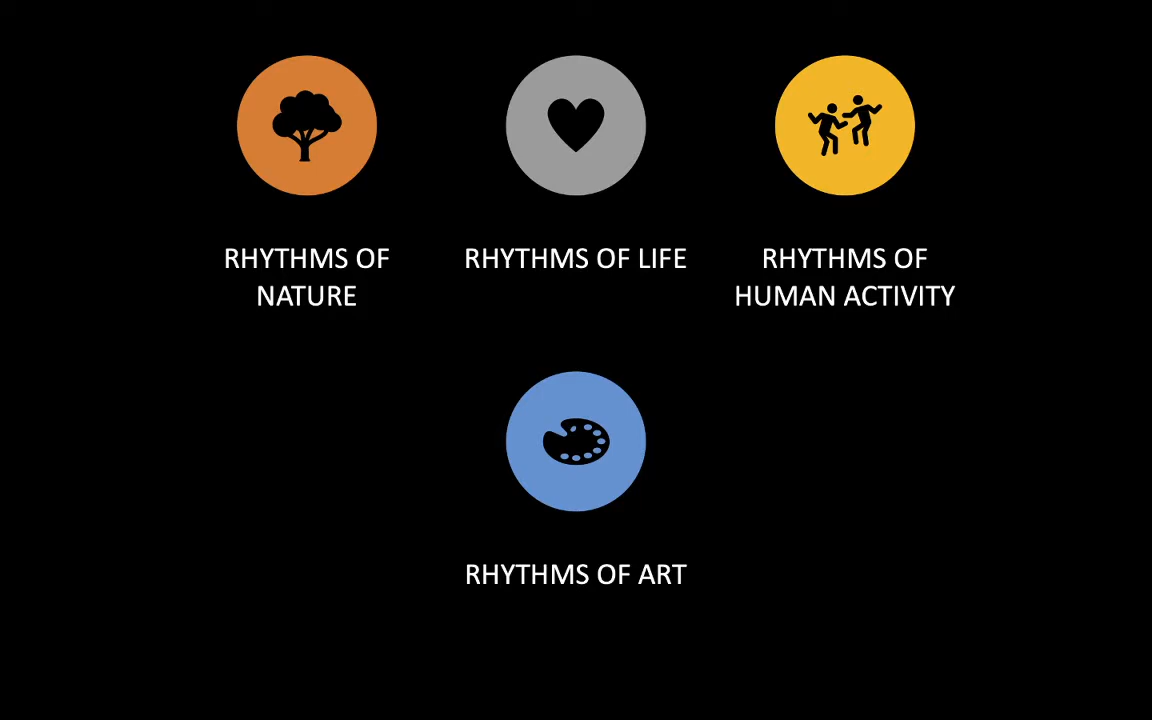 RHYTHMS OF
NATURE
RHYTHMS OF LIFE
RHYTHMS OF
HUMAN ACTIVITY
RHYTHMS OF ART